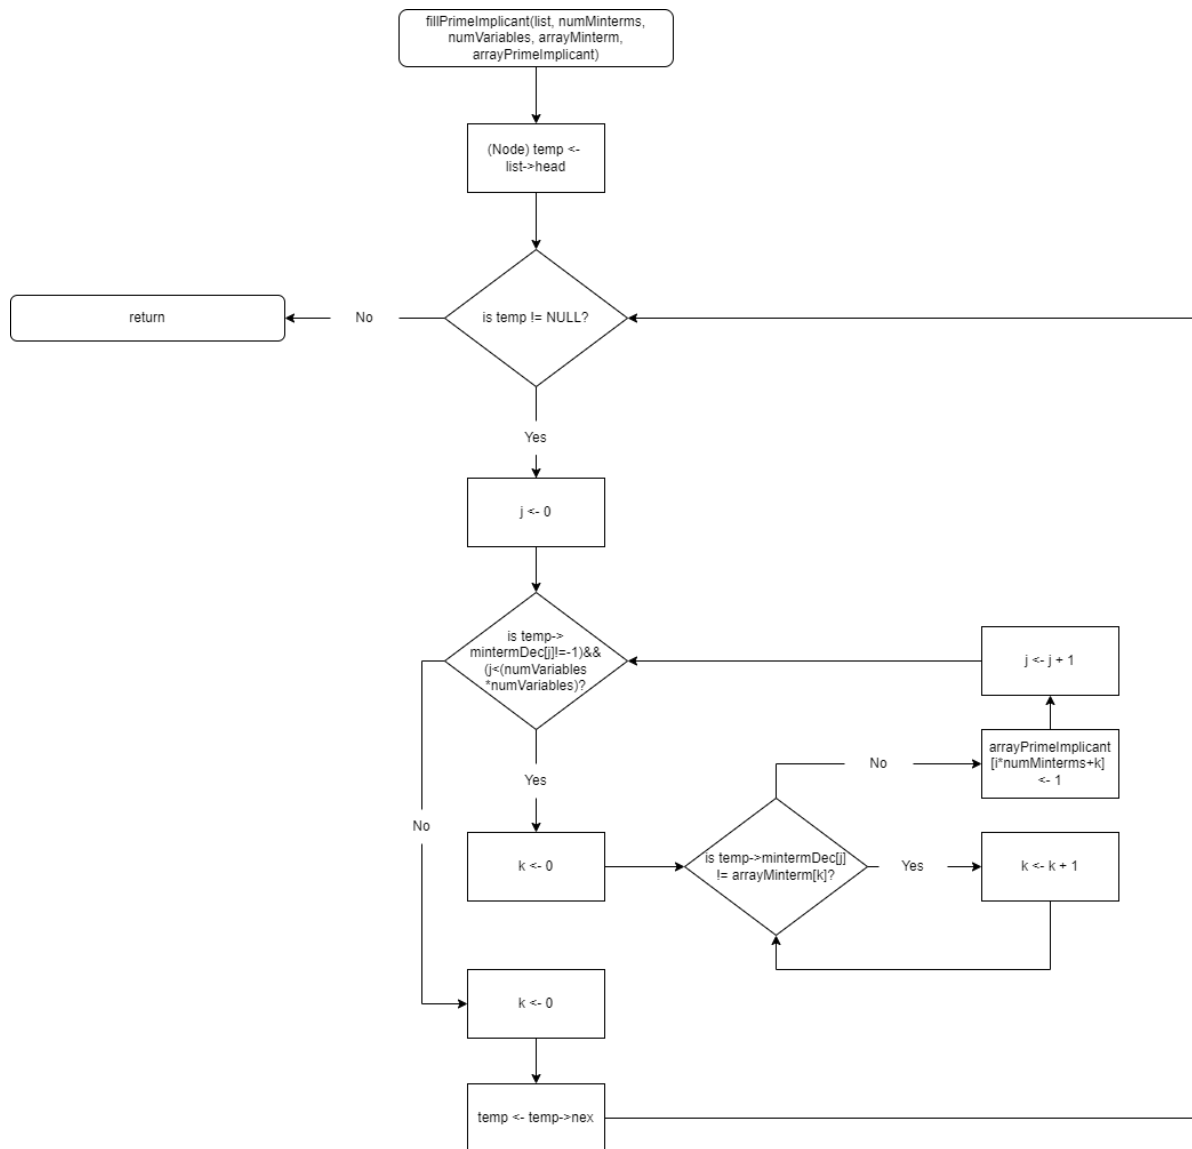 fillPrimeImplicant(list, numMinterms,
numVariables, arrayMinterm,
arrayPrimeImplicant)
(Node) temp <-
list->head
return
No
is temp != NULL?
Yes
j <- 0
is temp->
mintermDec[j]!=-1)&&
(j<(numVariables
*numVariables)?
j <- j + 1
Yes
No
arrayPrimeImplicant
[i*numMinterms+k]
<- 1
No
k <- 0
is temp->mintermDec[j]
!= arrayMinterm[k]?
Yes
k <- k + 1
k <- 0
temp <- temp->nex